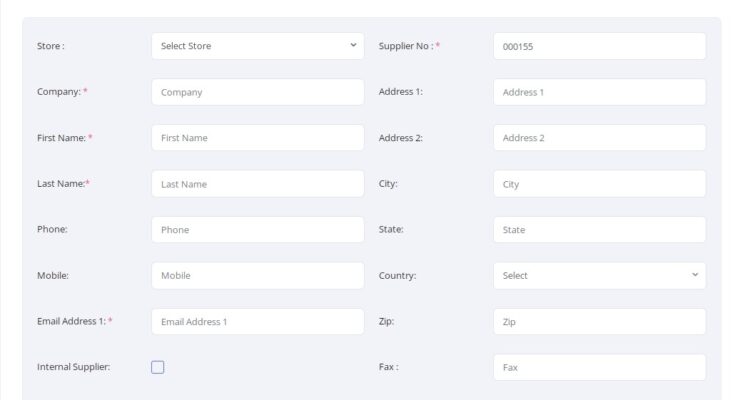 Store : Select Store Supplier No : * 000155
Company: * Company Address 1: Address 1
First Name: * First Name Address 2: Address 2
Last Name:* Last Name City: City
Phone: Phone State: State
Mobile: Mobile Country: Select
Email Address 1: * Email Address 1 Zip: Zip
Internal Supplier: Fax : Fax